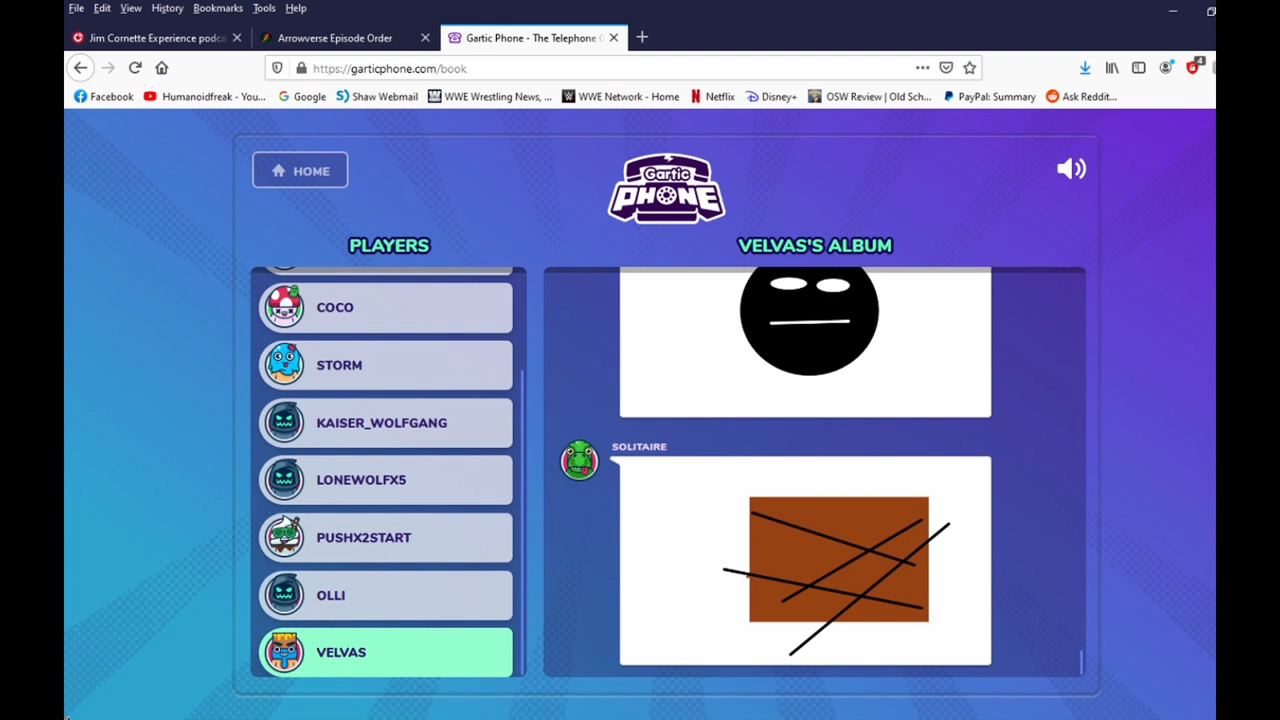 File Edit View History Bookmarks Tools Help
Jim Cornette Experience podca
Arrowverse Episode Order
Gartic Phone - The Telephone G
https://garticphone.com/book
4
Facebook
Humanoidfreak - You...
Google
Shaw Webmail
WWE Wrestling News, ...
WWE Network - Home
Netflix
Disney+
OSW Review | Old Sch...
PayPal: Summary
Ask Reddit...
HOME
Gartic
PHONE
PLAYERS
VELVAS'S ALBUM
COCO
STORM
KAISER_WOLFGANG
LONEWOLFX5
PUSHX2START
OLLI
VELVAS
SOLITAIRE